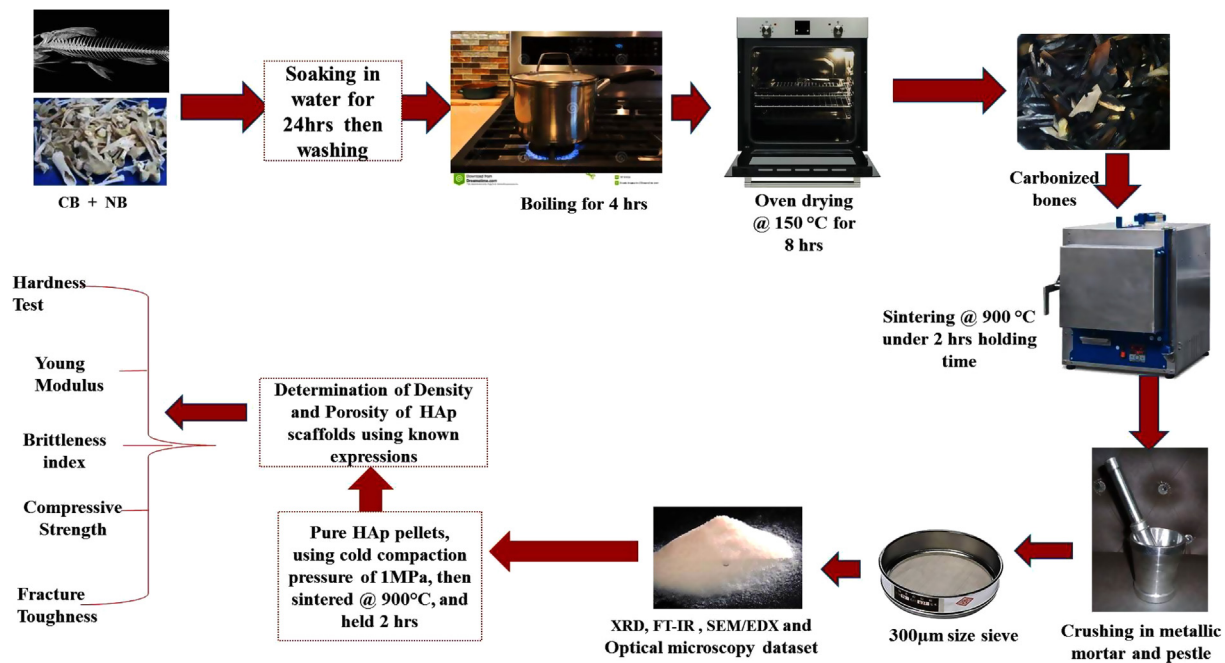 CB + NB
Soaking in
water for
24hrs then
washing
Boiling for 4 hrs
Oven drying
@ 150 °C for
8 hrs
Carbonized
bones
Sintering @ 900 °C
under 2 hrs holding
time
Crushing in metallic
mortar and pestle
300μm size sieve
XRD, FT-IR , SEM/EDX and
Optical microscopy dataset
Pure HAp pellets,
using cold compaction
pressure of 1MPa, then
sintered @ 900°C, and
held 2 hrs
Determination of Density
and Porosity of HAp
scaffolds using known
expressions
Hardness
Test
Young
Modulus
Brittleness
index
Compressive
Strength
Fracture
Toughness